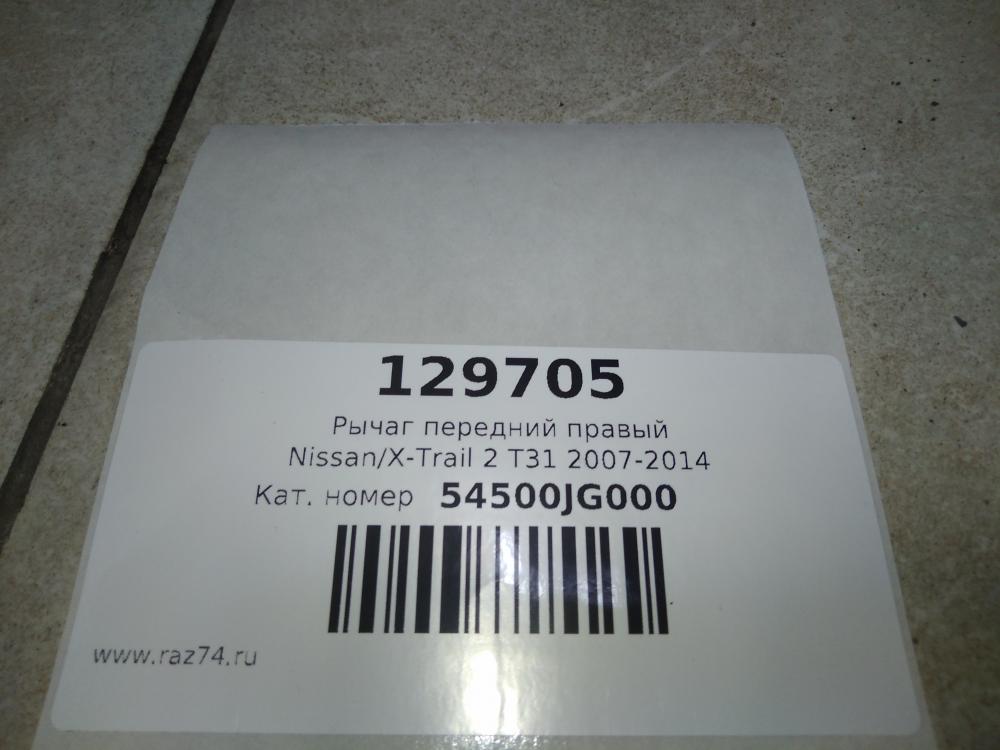 129705
Рычаг передний правый
Nissan/X-Trail 2 T31 2007-2014
Кат. номер 54500JG000
www.raz74.ru